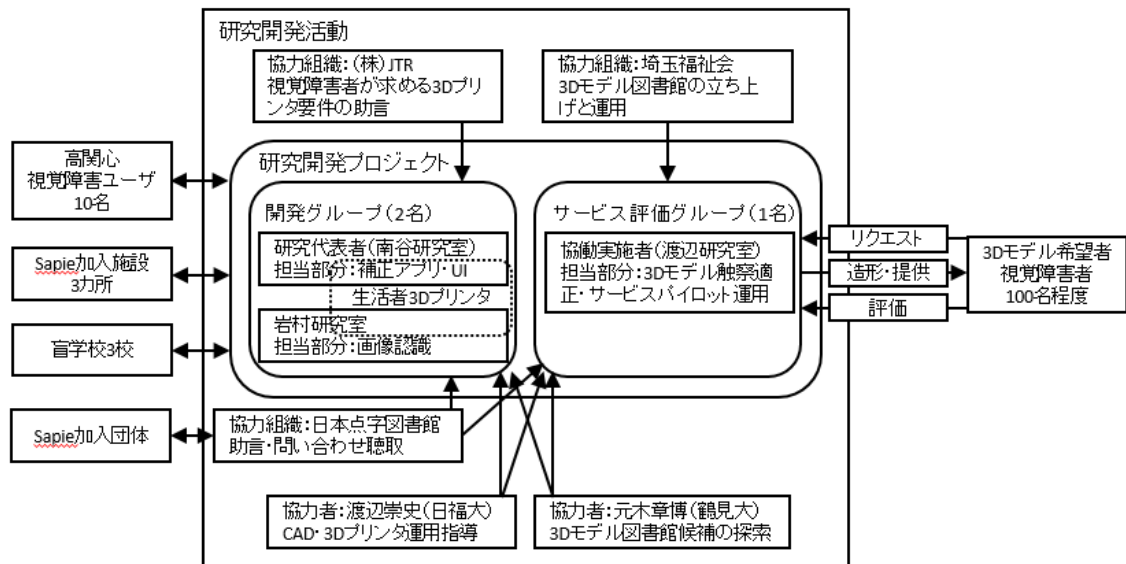 研究開発活動
協力組織：(株)JTR
視覚障害者が求める3Dプリ
ンタ要件の助言
協力組織：埼玉福祉会
3Dモデル図書館の立ち上
げと運用
高関心
視覚障害ユーザ
10名
Sapie加入施設
3カ所
盲学校3校
Sapie加入団体
研究開発プロジェクト
開発グループ(2名)
研究代表者(南谷研究室)
担当部分：補正アプリ・UI
生活者3Dプリンタ
岩村研究室
担当部分：画像認識
サービス評価グループ(1名)
協働実施者(渡辺研究室)
担当部分：3Dモデル触察適
正・サービスパイロット運用
リクエスト
造形・提供
評価
3Dモデル希望者
視覚障害者
100名程度
協力組織：日本点字図書館
助言・問い合わせ聴取
協力者：渡辺崇史(日福大)
CAD・3Dプリンタ運用指導
協力者：元木章博(鶴見大)
3Dモデル図書館候補の探索